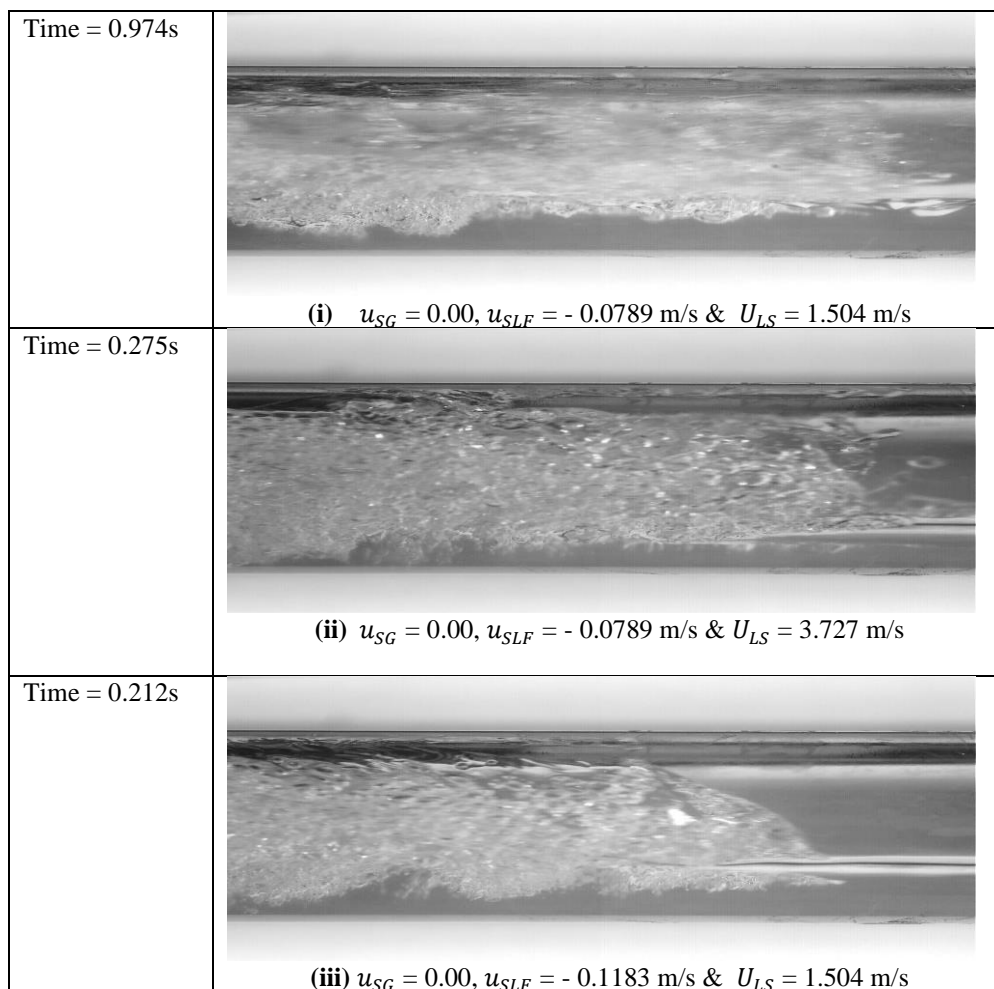 Time = 0.974s
(i) u_SG = 0.00, u_SLF = - 0.0789 m/s & U_LS = 1.504 m/s
Time = 0.275s
(ii) u_SG = 0.00, u_SLF = - 0.0789 m/s & U_LS = 3.727 m/s
Time = 0.212s
(iii) u_SG = 0.00, u_SLF = - 0.1183 m/s & U_LS = 1.504 m/s